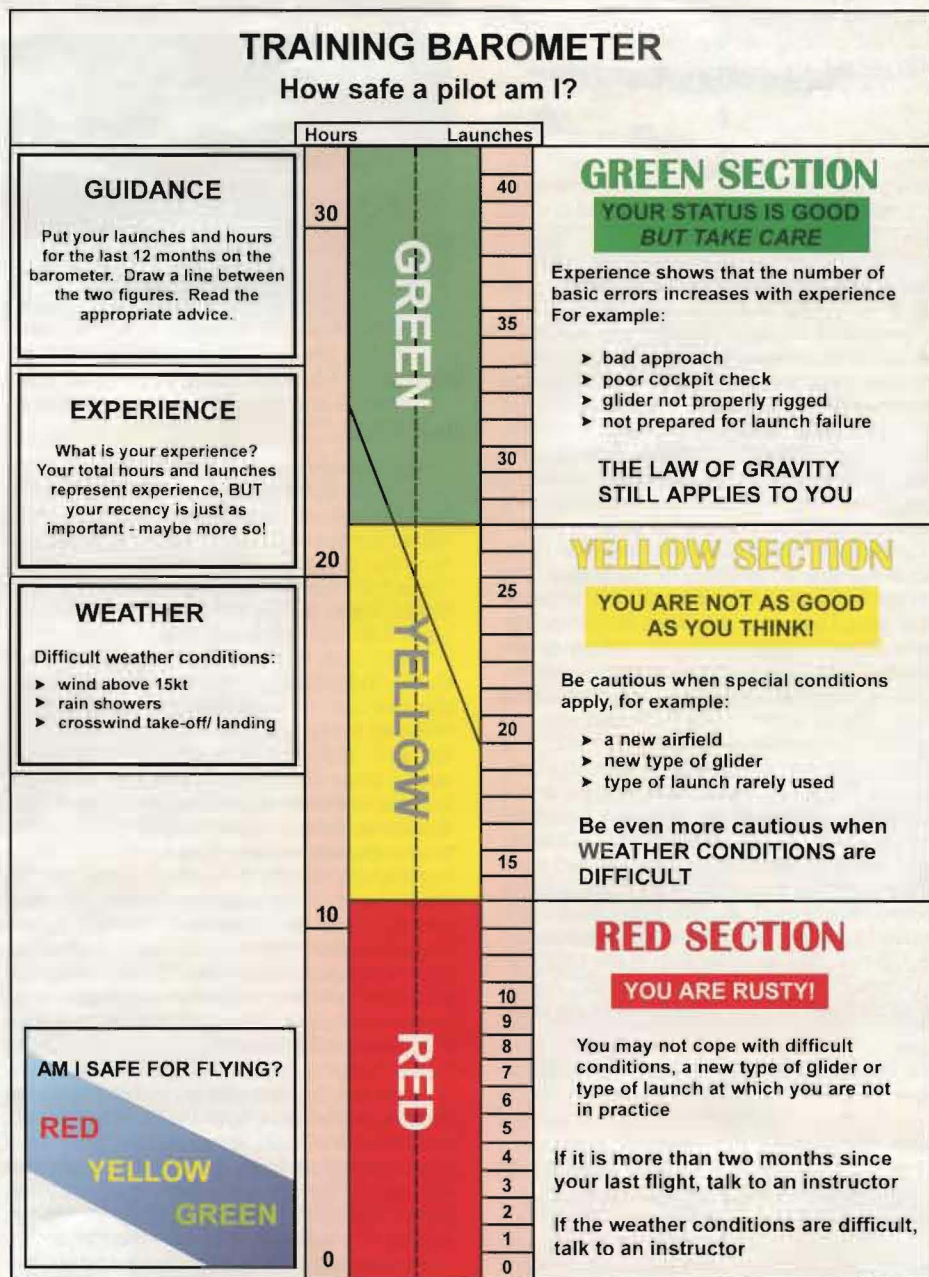 TRAINING BAROMETER
How safe a pilot am I?
Hours
Launches
GUIDANCE
Put your launches and hours
for the last 12 months on the
barometer. Draw a line between
the two figures. Read the
appropriate advice.
EXPERIENCE
What is your experience?
Your total hours and launches
represent experience, BUT
your recency is just as
important - maybe more so!
WEATHER
Difficult weather conditions:
➤ wind above 15kt
➤ rain showers
➤ crosswind take-off/ landing
AM I SAFE FOR FLYING?
RED
YELLOW
GREEN
30
20
10
0
GREEN
YELLOW
RED
40
35
30
25
20
15
10
9
8
7
6
5
4
3
2
1
0
GREEN SECTION
YOUR STATUS IS GOOD
BUT TAKE CARE
Experience shows that the number of
basic errors increases with experience
For example:
➤ bad approach
➤ poor cockpit check
➤ glider not properly rigged
➤ not prepared for launch failure
THE LAW OF GRAVITY
STILL APPLIES TO YOU
YELLOW SECTION
YOU ARE NOT AS GOOD
AS YOU THINK!
Be cautious when special conditions
apply, for example:
➤ a new airfield
➤ new type of glider
➤ type of launch rarely used
Be even more cautious when
WEATHER CONDITIONS are
DIFFICULT
RED SECTION
YOU ARE RUSTY!
You may not cope with difficult
conditions, a new type of glider or
type of launch at which you are not
in practice
If it is more than two months since
your last flight, talk to an instructor
If the weather conditions are difficult,
talk to an instructor